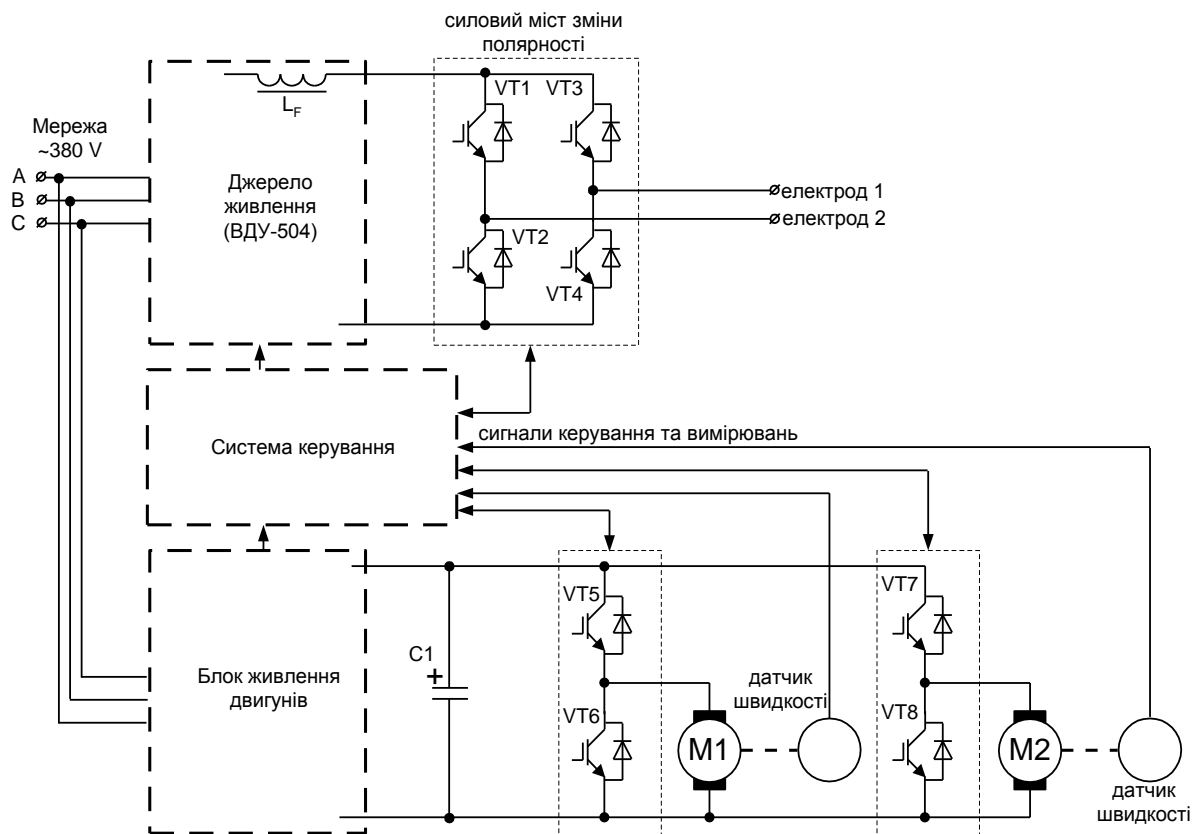 силовий міст зміни
полярності
VT1
VT3
L_F
Мережа
~380 V
A
B
C
Джерело
живлення
(ВДУ-504)
електрод 1
електрод 2
VT2
VT4
Система керування
сигнали керування та вимірювань
VT5
VT7
C1
+
Блок живлення
двигунів
датчик
швидкості
VT6
VT8
M1
M2
датчик
швидкості